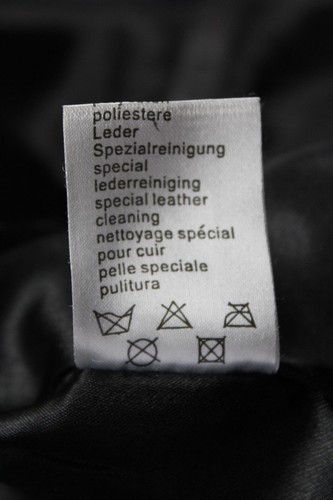 poliestere
Leder
Spezialreinigung
special
lederreiniging
special leather
cleaning
nettoyage spécial
pour cuir
pelle speciale
pulitura